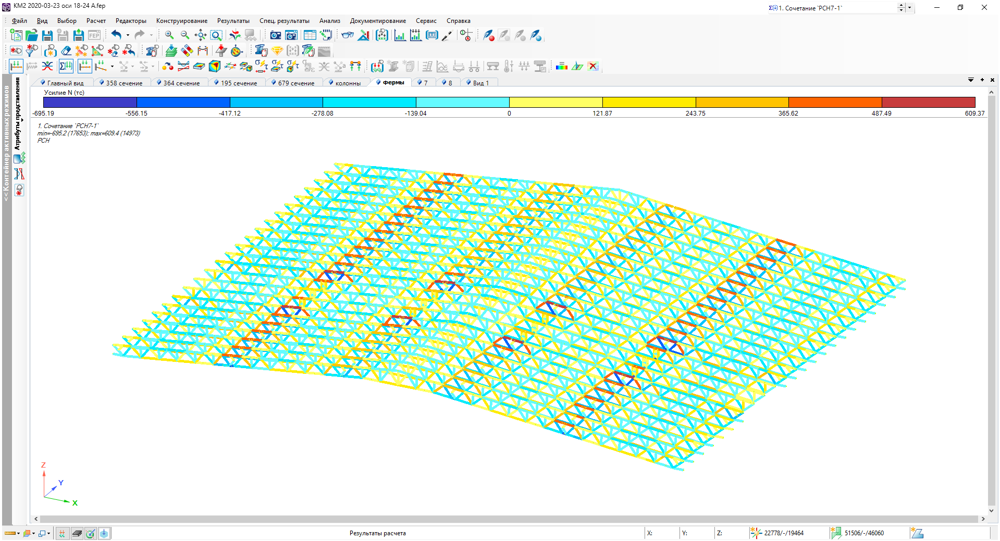 КМ2 2020-03-23 оси 18-24 А.fep
1. Сочетание `РСН7-1`
Файл Вид Выбор Расчет Редакторы Конструирование Результаты Спец. результаты Анализ Документирование Сервис Справка
FEP
Главный вид 358 сечение 364 сечение 195 сечение 679 сечение колонны Фермы 7 8 Вид 1
<< Контейнер активных режимов
Атрибуты представления
Усилие N (тс)
-695.19 -556.15 -417.12 -278.08 -139.04 0 121.87 243.75 365.62 487.49 609.37
1. Сочетание `РСН7-1`
min=-695.2 (17653); max=609.4 (14973)
РСН
Z
Y
X
Результаты расчета X: Y: Z: 22778/-/19464 51506/-/46060